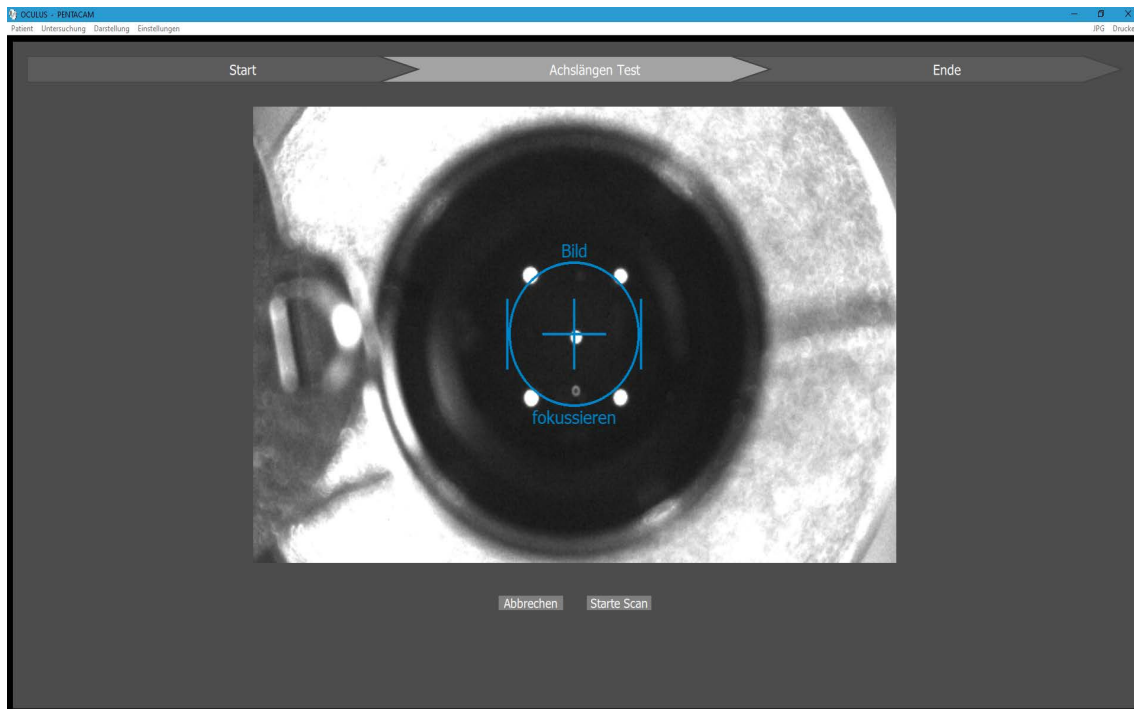 OCULUS - PENTACAM
Patient Untersuchung Darstellung Einstellungen JPG Drucke
Start Achslängen Test Ende
Bild
fokussieren
Abbrechen Starte Scan